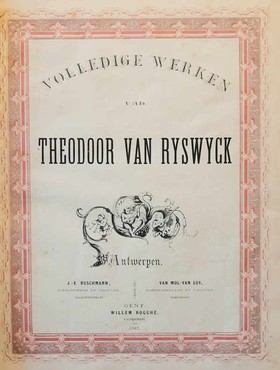 VOLLEDIGE WERKEN
VAN
THEODOOR VAN RYSWYCK
Antwerpen.
J.-E. BUSCHMANN,
VAN MOL-VAN LOY,
GENT
WILLEM ROGGHÉ.